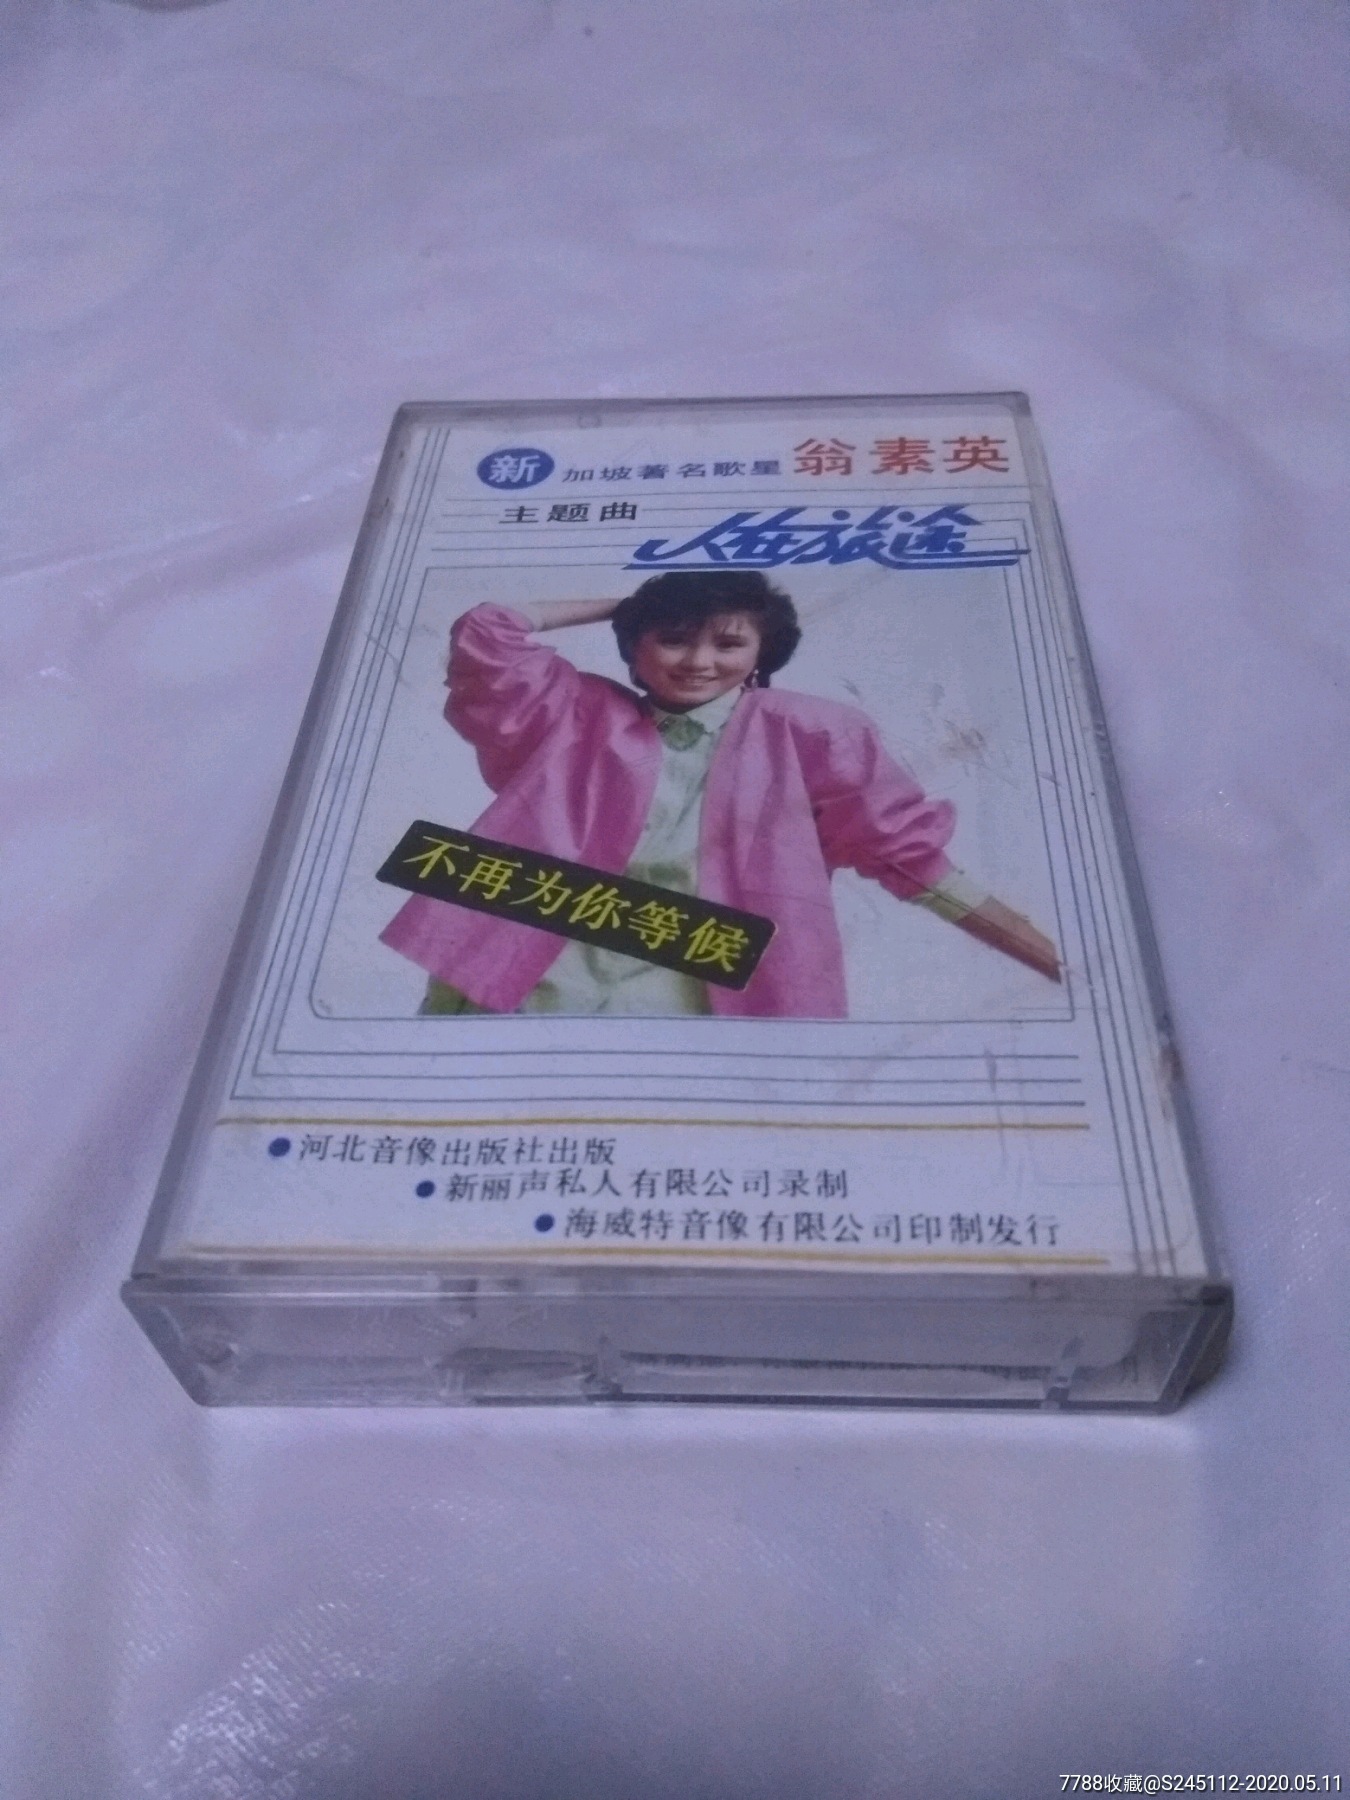 新加坡著名歌星 翁素英
主题曲 人在旅途
不再为你等候
●河北音像出版社出版
●新丽声私人有限公司录制
●海威特音像有限公司印制发行
7788收藏@S245112-2020.05.11